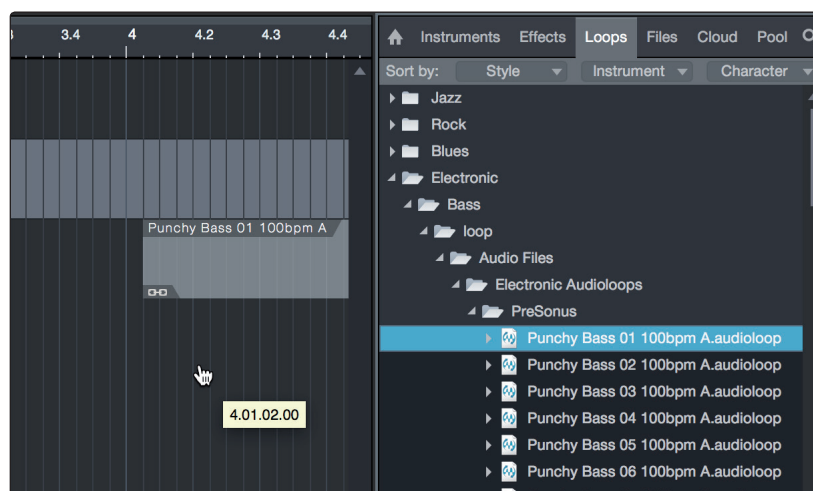 3.4 4 4.2 4.3 4.4
Punchy Bass 01 100bpm A
4.01.02.00
Instruments Effects Loops Files Cloud Pool
Sort by: Style Instrument Character
Jazz
Rock
Blues
Electronic
Bass
loop
Audio Files
Electronic Audioloops
PreSonus
Punchy Bass 01 100bpm A.audioloop
Punchy Bass 02 100bpm A.audioloop
Punchy Bass 03 100bpm A.audioloop
Punchy Bass 04 100bpm A.audioloop
Punchy Bass 05 100bpm A.audioloop
Punchy Bass 06 100bpm A.audioloop